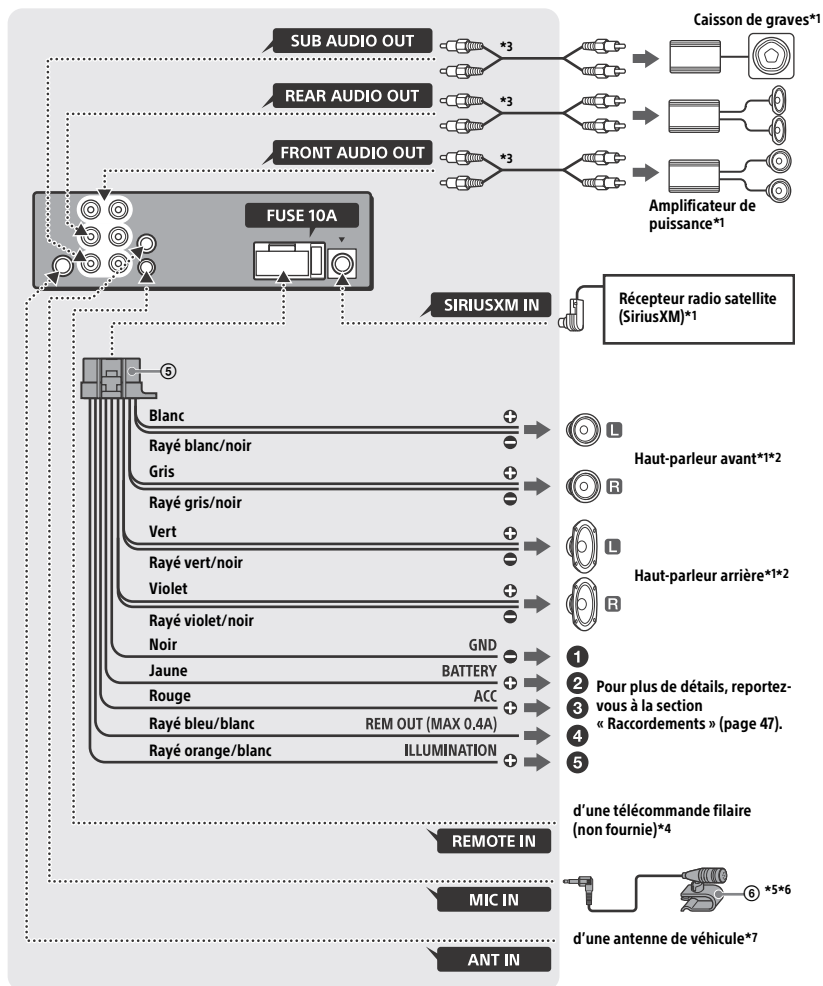 Caisson de graves*1
SUB AUDIO OUT
*3
REAR AUDIO OUT
*3
FRONT AUDIO OUT
*3
Amplificateur de
puissance*1
FUSE 10A
SIRIUSXM IN
Récepteur radio satellite
(SiriusXM)*1
⑤
Blanc
Rayé blanc/noir
L
Gris
Rayé gris/noir
R
Haut-parleur avant*1*2
Vert
Rayé vert/noir
L
Violet
Rayé violet/noir
R
Haut-parleur arrière*1*2
Noir GND ❶
Jaune BATTERY ❷
Rouge ACC ❸
Rayé bleu/blanc REM OUT (MAX 0.4A) ❹
Rayé orange/blanc ILLUMINATION ❺
Pour plus de détails, reportez-
vous à la section
« Raccordements » (page 47).
d'une télécommande filaire
(non fournie)*4
REMOTE IN
MIC IN
⑥ *5*6
d'une antenne de véhicule*7
ANT IN